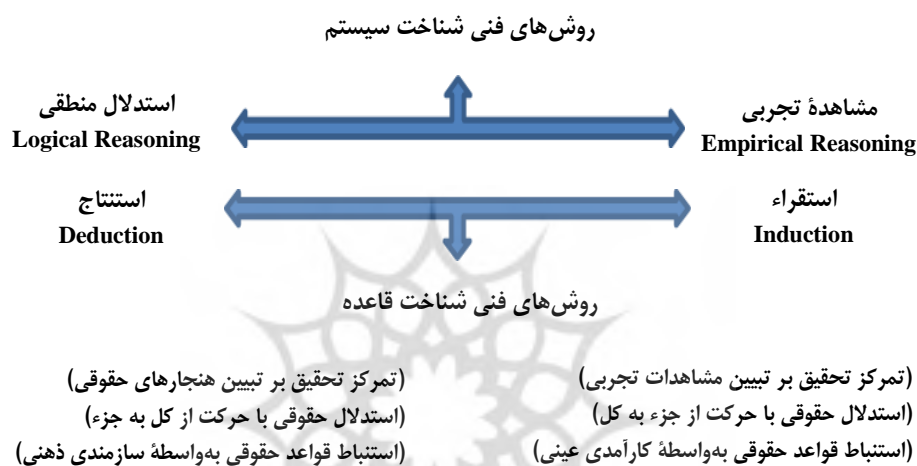 روش‌های فنی شناخت سیستم
مشاهدهٔ تجربی
Empirical Reasoning
استدلال منطقی
Logical Reasoning
استقراء
Induction
استنتاج
Deduction
روش‌های فنی شناخت قاعده
(تمرکز تحقیق بر تبیین مشاهدات تجربی)
(استدلال حقوقی با حرکت از جزء به کل)
(استنباط قواعد حقوقی به‌واسطهٔ کارآمدی عینی)
(تمرکز تحقیق بر تبیین هنجارهای حقوقی)
(استدلال حقوقی با حرکت از کل به جزء)
(استنباط قواعد حقوقی به‌واسطهٔ سازمندی ذهنی)